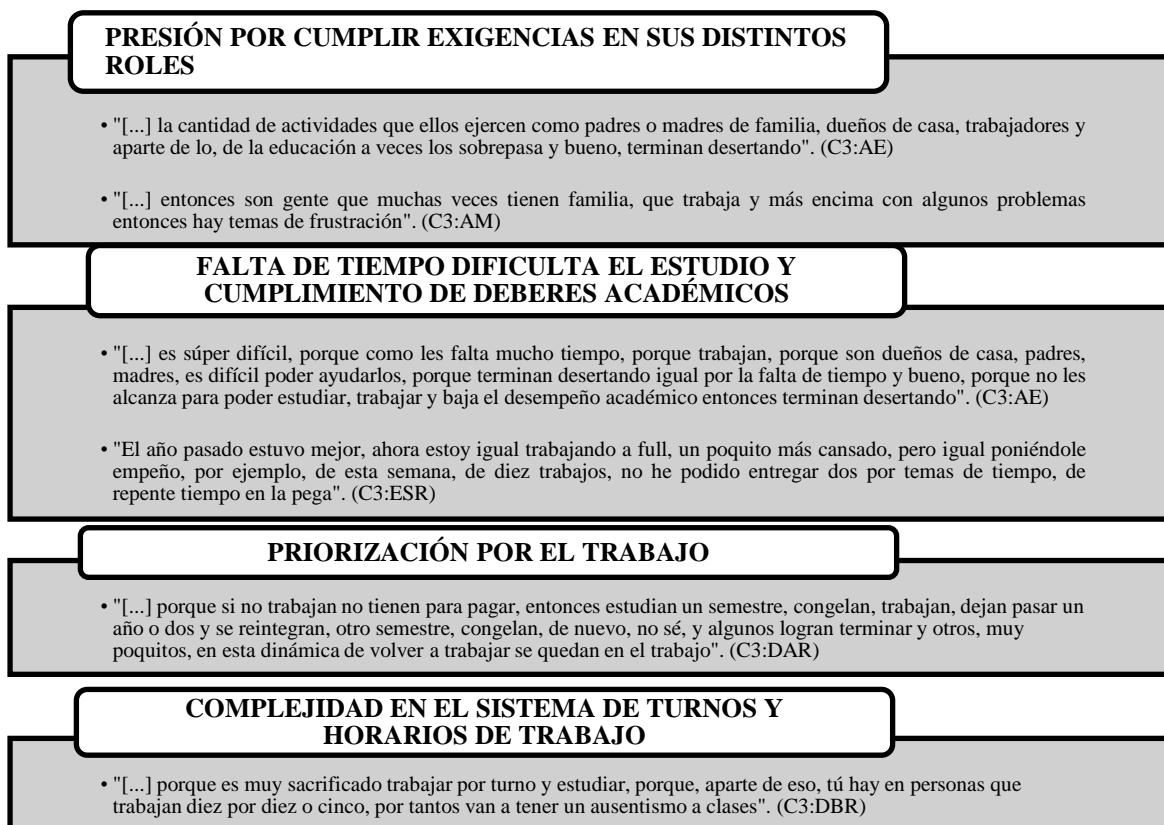 PRESIÓN POR CUMPLIR EXIGENCIAS EN SUS DISTINTOS
ROLES
• "[...] la cantidad de actividades que ellos ejercen como padres o madres de familia, dueños de casa, trabajadores y
aparte de lo, de la educación a veces los sobrepasa y bueno, terminan desertando". (C3:AE)
• "[...] entonces son gente que muchas veces tienen familia, que trabaja y más encima con algunos problemas
entonces hay temas de frustración". (C3:AM)
FALTA DE TIEMPO DIFICULTA EL ESTUDIO Y
CUMPLIMIENTO DE DEBERES ACADÉMICOS
• "[...] es súper difícil, porque como les falta mucho tiempo, porque trabajan, porque son dueños de casa, padres,
madres, es difícil poder ayudarlos, porque terminan desertando igual por la falta de tiempo y bueno, porque no les
alcanza para poder estudiar, trabajar y baja el desempeño académico entonces terminan desertando". (C3:AE)
• "El año pasado estuvo mejor, ahora estoy igual trabajando a full, un poquito más cansado, pero igual poniéndole
empeño, por ejemplo, de esta semana, de diez trabajos, no he podido entregar dos por temas de tiempo, de
repente tiempo en la pega". (C3:ESR)
PRIORIZACIÓN POR EL TRABAJO
• "[...] porque si no trabajan no tienen para pagar, entonces estudian un semestre, congelan, trabajan, dejan pasar un
año o dos y se reintegran, otro semestre, congelan, de nuevo, no sé, y algunos logran terminar y otros, muy
poquitos, en esta dinámica de volver a trabajar se quedan en el trabajo". (C3:DAR)
COMPLEJIDAD EN EL SISTEMA DE TURNOS Y
HORARIOS DE TRABAJO
• "[...] porque es muy sacrificado trabajar por turno y estudiar, porque, aparte de eso, tú hay en personas que
trabajan diez por diez o cinco, por tantos van a tener un ausentismo a clases". (C3:DBR)